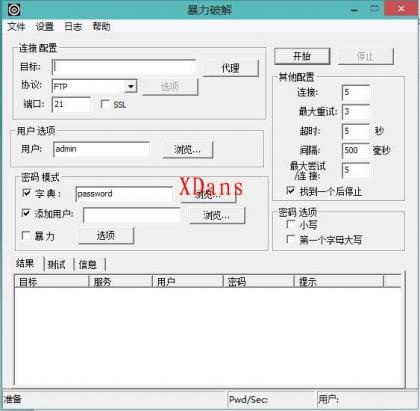 暴力破解
文件 设置 日志 帮助
连接配置
目标:
代理
协议: FTP 选项
端口: 21 SSL
用户选项
用户: admin 浏览...
密码 模式
字 典: password 浏览...
添加用户: 浏览...
暴 力 选项
XDans
开始 停止
其他配置
连接: 5
最大重试: 3
超时: 5 秒
间隔: 500 毫秒
最大尝试
/连接: 5
找到一个后停止
密码 选项
小写
第一个字母大写
结果 测试 信息
目标 服务 用户 密码 提示
准备 Pwd/Sec: 用户: